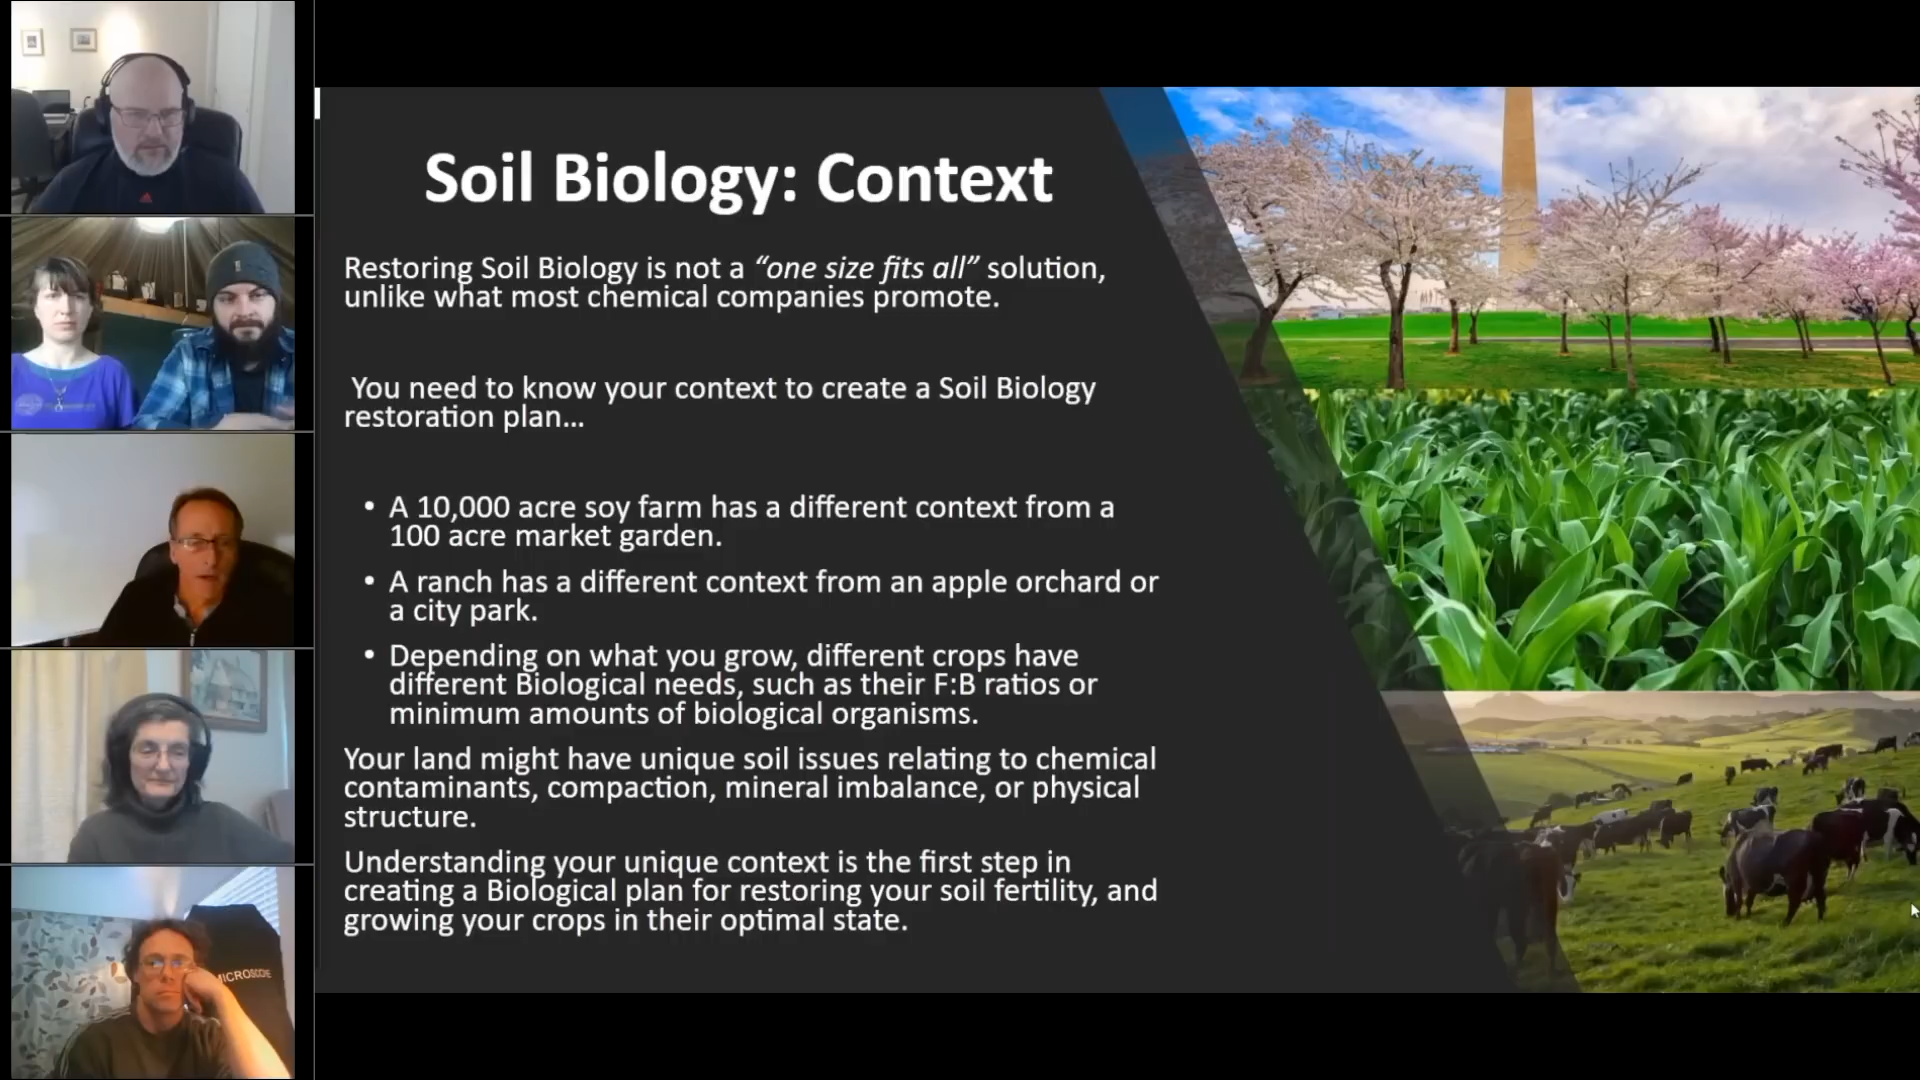 Soil Biology: Context
Restoring Soil Biology is not a “one size fits all” solution,
unlike what most chemical companies promote.
You need to know your context to create a Soil Biology
restoration plan...
• A 10,000 acre soy farm has a different context from a
100 acre market garden.
• A ranch has a different context from an apple orchard or
a city park.
• Depending on what you grow, different crops have
different Biological needs, such as their F:B ratios or
minimum amounts of biological organisms.
Your land might have unique soil issues relating to chemical
contaminants, compaction, mineral imbalance, or physical
structure.
Understanding your unique context is the first step in
creating a Biological plan for restoring your soil fertility, and
growing your crops in their optimal state.
MICROSCOPE